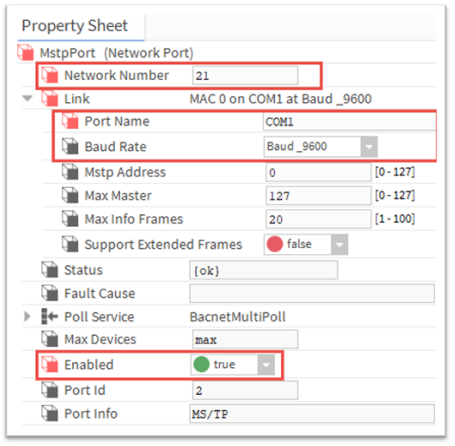 Property Sheet
MstpPort (Network Port)
Network Number 21
Link MAC 0 on COM1 at Baud _9600
Port Name COM1
Baud Rate Baud _9600
Mstp Address 0 [0-127]
Max Master 127 [0-127]
Max Info Frames 20 [1-100]
Support Extended Frames false
Status {ok}
Fault Cause
Poll Service BacnetMultiPoll
Max Devices max
Enabled true
Port Id 2
Port Info MS/TP